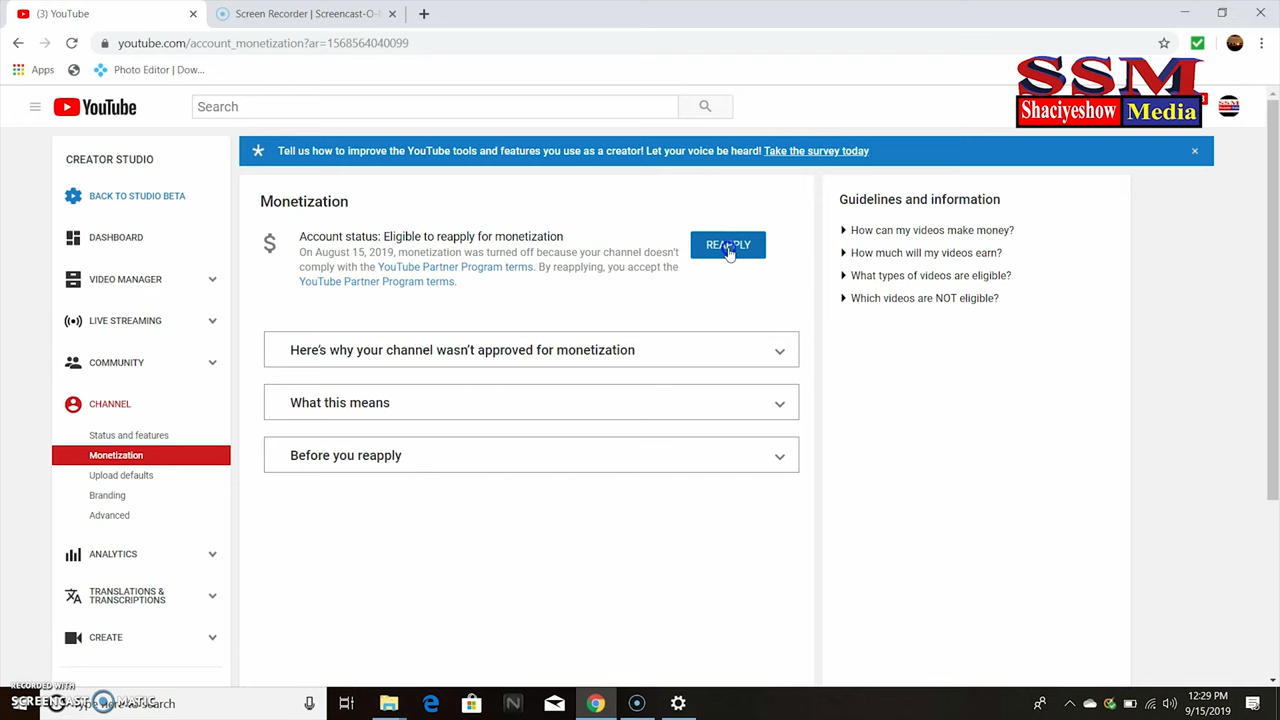 (3) YouTube
Screen Recorder | Screencast-O-
youtube.com/account_monetization?ar=1568564040099
Apps
Photo Editor | Dow...
SSM
Shaciyeshow Media
YouTube
Search
CREATOR STUDIO
Tell us how to improve the YouTube tools and features you use as a creator! Let your voice be heard! Take the survey today
BACK TO STUDIO BETA
DASHBOARD
VIDEO MANAGER
LIVE STREAMING
COMMUNITY
CHANNEL
Status and features
Monetization
Upload defaults
Branding
Advanced
ANALYTICS
TRANSLATIONS &
TRANSCRIPTIONS
CREATE
Monetization
Account status: Eligible to reapply for monetization
On August 15, 2019, monetization was turned off because your channel doesn't
comply with the YouTube Partner Program terms. By reapplying, you accept the
YouTube Partner Program terms.
REAPPLY
Here's why your channel wasn't approved for monetization
What this means
Before you reapply
Guidelines and information
How can my videos make money?
How much will my videos earn?
What types of videos are eligible?
Which videos are NOT eligible?
RECORDED WITH
SCREENCAST MATIC
here to search
12:29 PM
9/15/2019